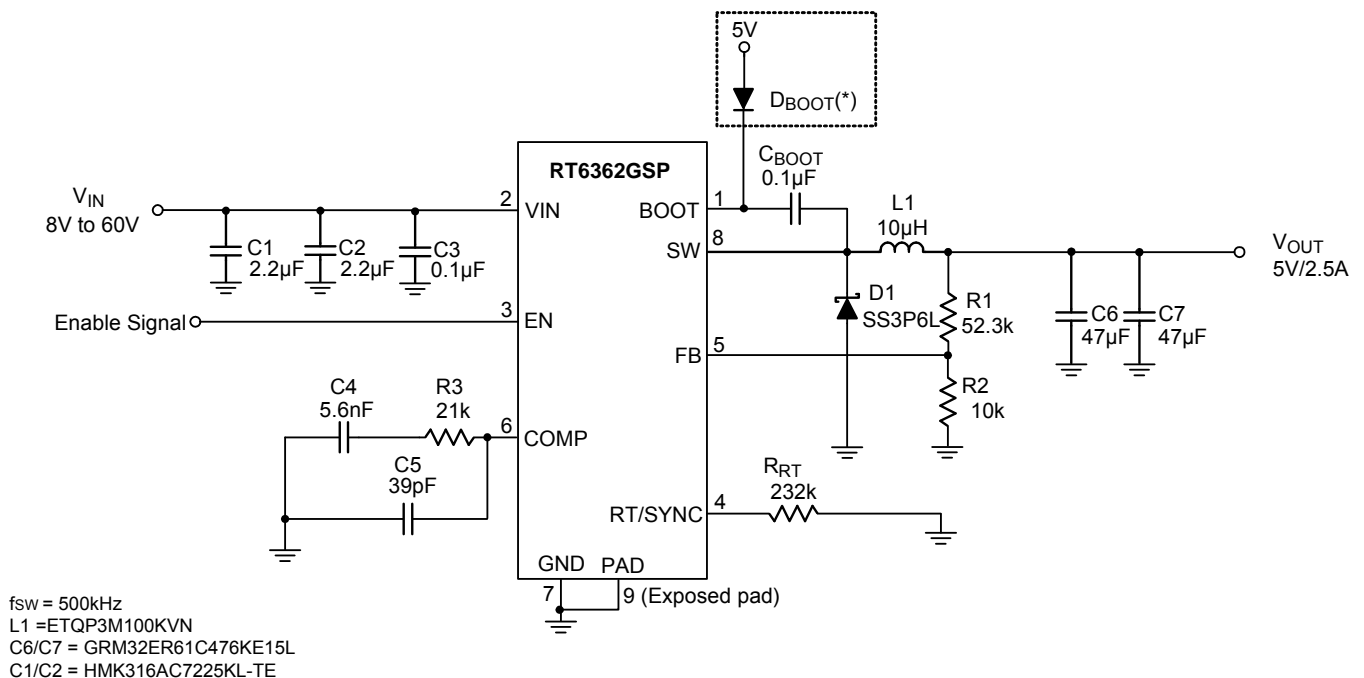 5V
DBOOT(*)
RT6362GSP
CBOOT
0.1µF
VIN
8V to 60V
2
VIN
BOOT
1
L1
10µH
VOUT
5V/2.5A
C1
2.2µF
C2
2.2µF
C3
0.1µF
SW
8
D1
SS3P6L
R1
52.3k
C6
47µF
C7
47µF
Enable Signal
3
EN
FB
5
R2
10k
C4
5.6nF
R3
21k
6
COMP
C5
39pF
RRT
232k
RT/SYNC
4
GND
PAD
7
9 (Exposed pad)
fSW = 500kHz
L1 =ETQP3M100KVN
C6/C7 = GRM32ER61C476KE15L
C1/C2 = HMK316AC7225KL-TE